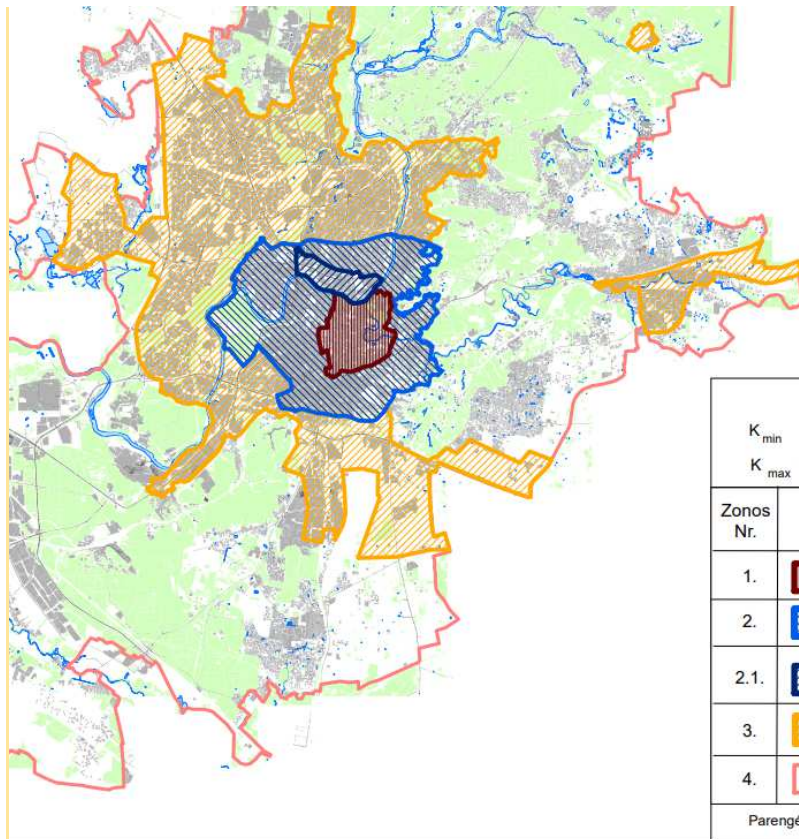 K min
K max
Zonos
Nr.
1.
2.
2.1.
3.
4.
Parengė